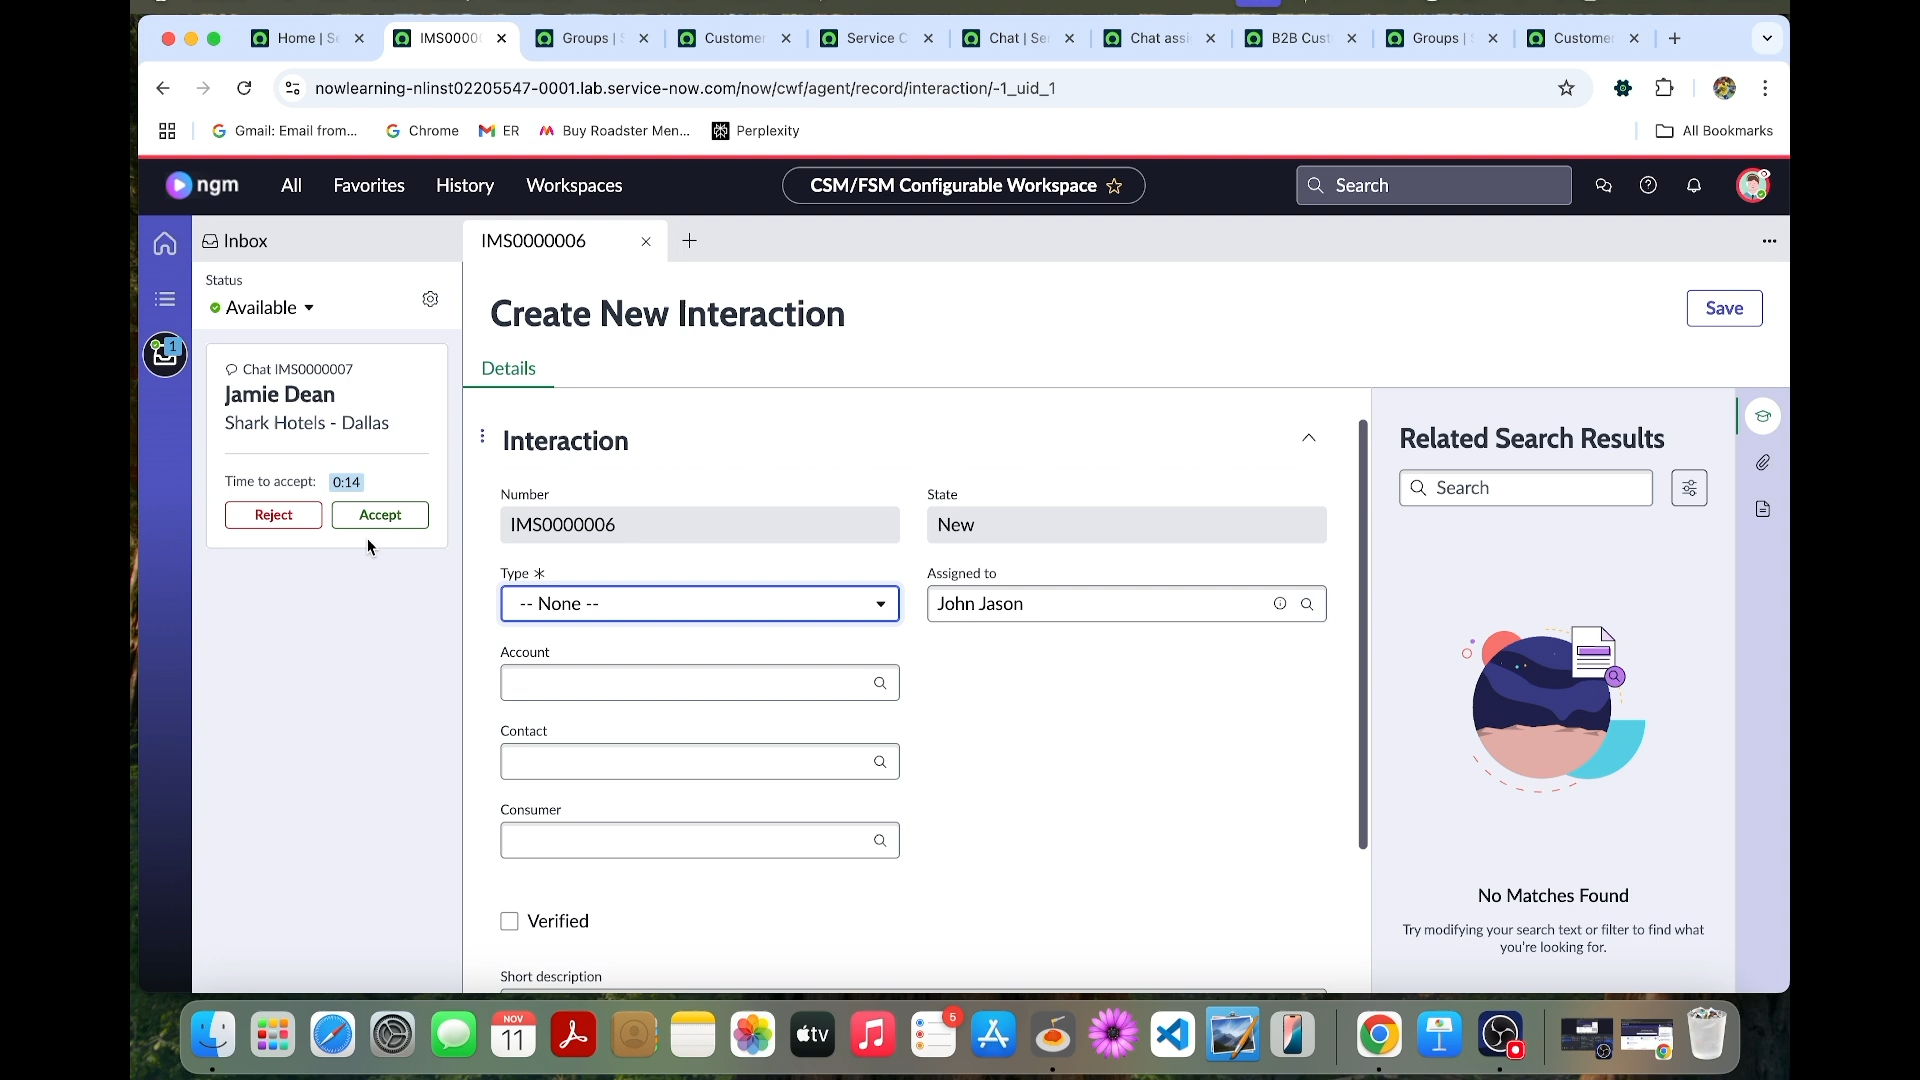 Home | S
IMS0000
Groups | S
Customer
Service C
Chat | Se
Chat assi
B2B Cust
Groups |
Customer
nowlearning-nlinst02205547-0001.lab.service-now.com/now/cwf/agent/record/interaction/-1_uid_1
Gmail: Email from...
Chrome
ER
Buy Roadster Men...
Perplexity
All Bookmarks
ngm
All
Favorites
History
Workspaces
CSM/FSM Configurable Workspace
Search
Inbox
IMS0000006
Status
Available
1
Create New Interaction
Save
Details
Chat IMS0000007
Jamie Dean
Shark Hotels - Dallas
Time to accept: 0:14
Reject
Accept
Interaction
Number
IMS0000006
State
New
Type *
-- None --
Assigned to
John Jason
Account
Contact
Consumer
Verified
Short description
Related Search Results
Search
No Matches Found
Try modifying your search text or filter to find what
you're looking for.
NOV
11
tv
5